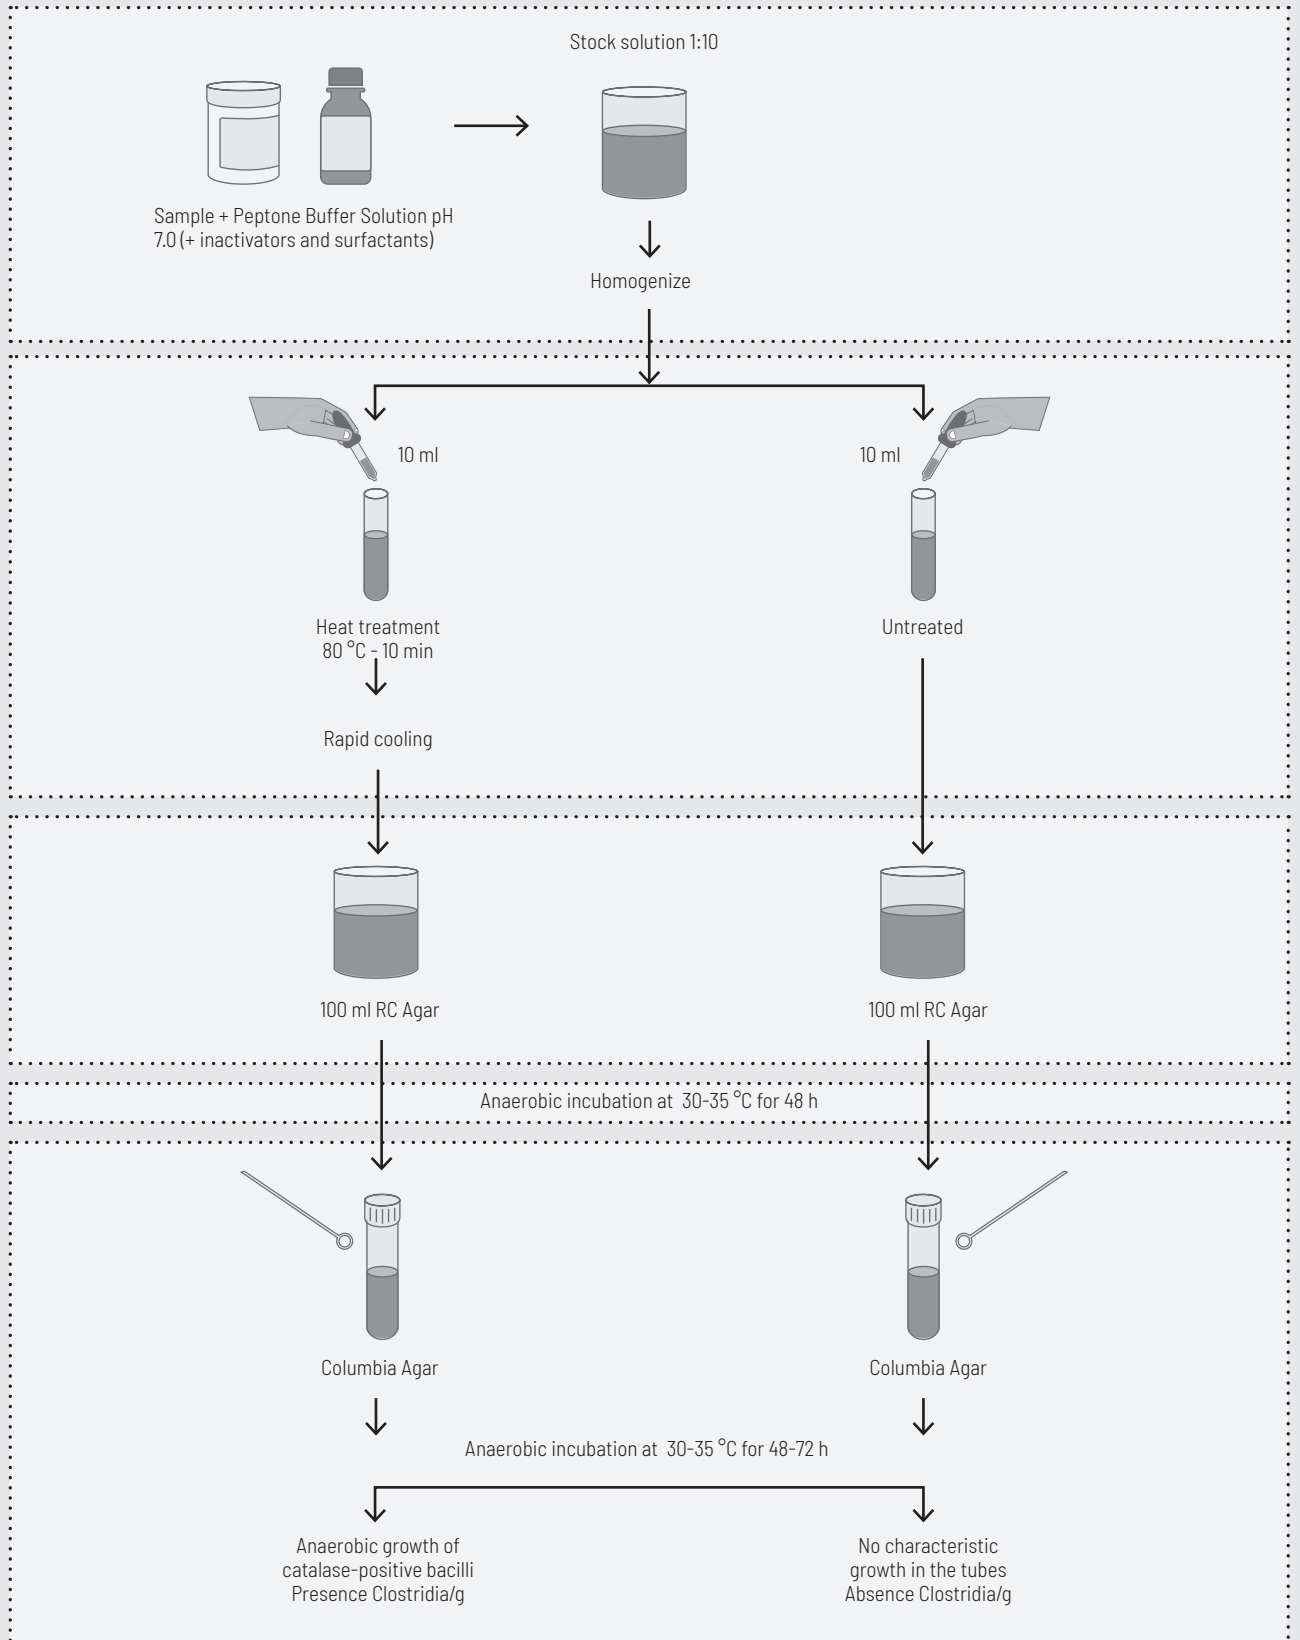 Stock solution 1:10
Sample + Peptone Buffer Solution pH
7.0 (+ inactivators and surfactants)
Homogenize
10 ml
10 ml
Heat treatment
80 °C - 10 min
Untreated
Rapid cooling
100 ml RC Agar
100 ml RC Agar
Anaerobic incubation at 30-35 °C for 48 h
Columbia Agar
Columbia Agar
Anaerobic incubation at 30-35 °C for 48-72 h
Anaerobic growth of
catalase-positive bacilli
Presence Clostridia/g
No characteristic
growth in the tubes
Absence Clostridia/g